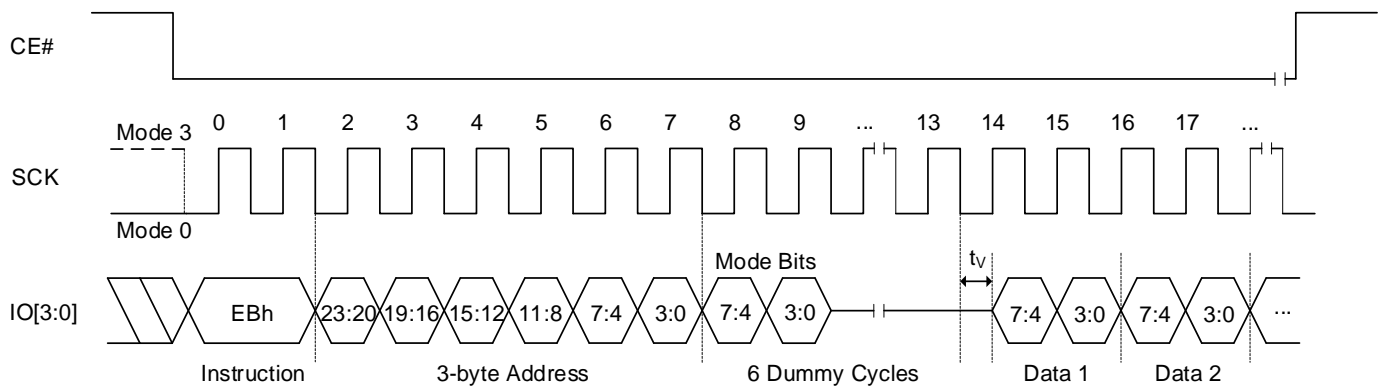 CE#
Mode 3 0 1 2 3 4 5 6 7 8 9 ... 13 14 15 16 17 ...
SCK
Mode 0
Mode Bits tV
IO[3:0] EBh 23:20 19:16 15:12 11:8 7:4 3:0 7:4 3:0 7:4 3:0 7:4 3:0 ...
Instruction 3-byte Address 6 Dummy Cycles Data 1 Data 2